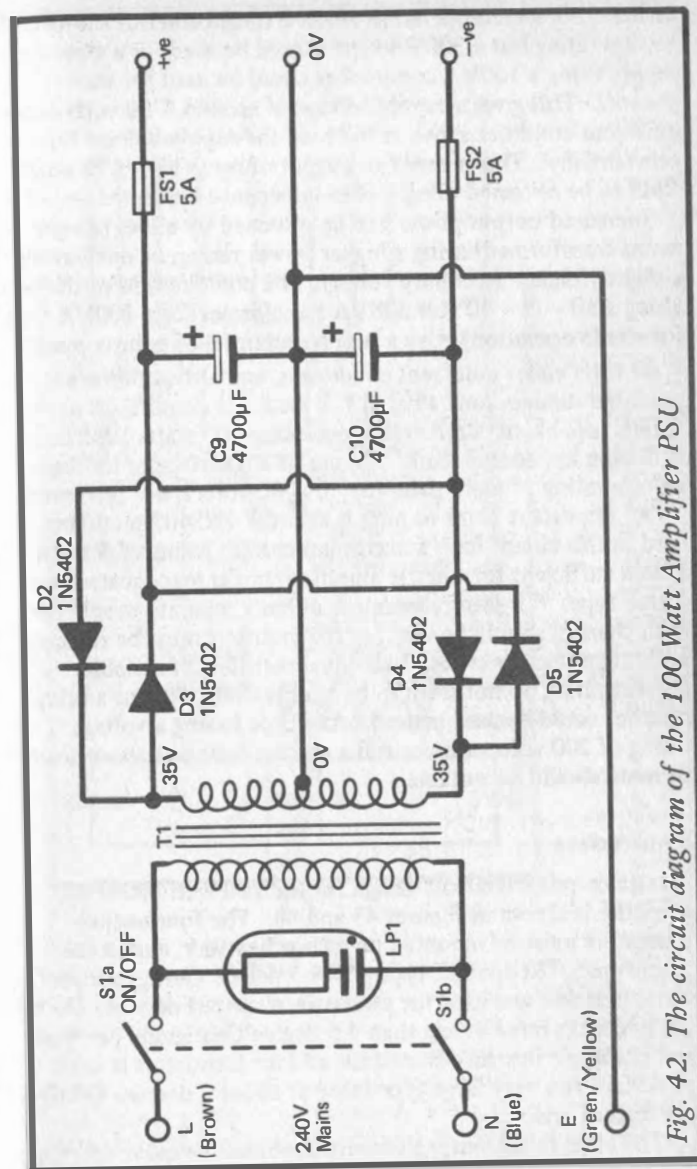 S1a
ON/OFF
L
(Brown)
240V
Mains
LP1
S1b
N
(Blue)
E
(Green/Yellow)
T1
35V
0V
35V
D2
1N5402
D3
1N5402
D4
1N5402
D5
1N5402
C9
4700µF
+
C10
4700µF
+
FS1
5A
FS2
5A
+ve
0V
−ve
Fig. 42. The circuit diagram of the 100 Watt Amplifier PSU